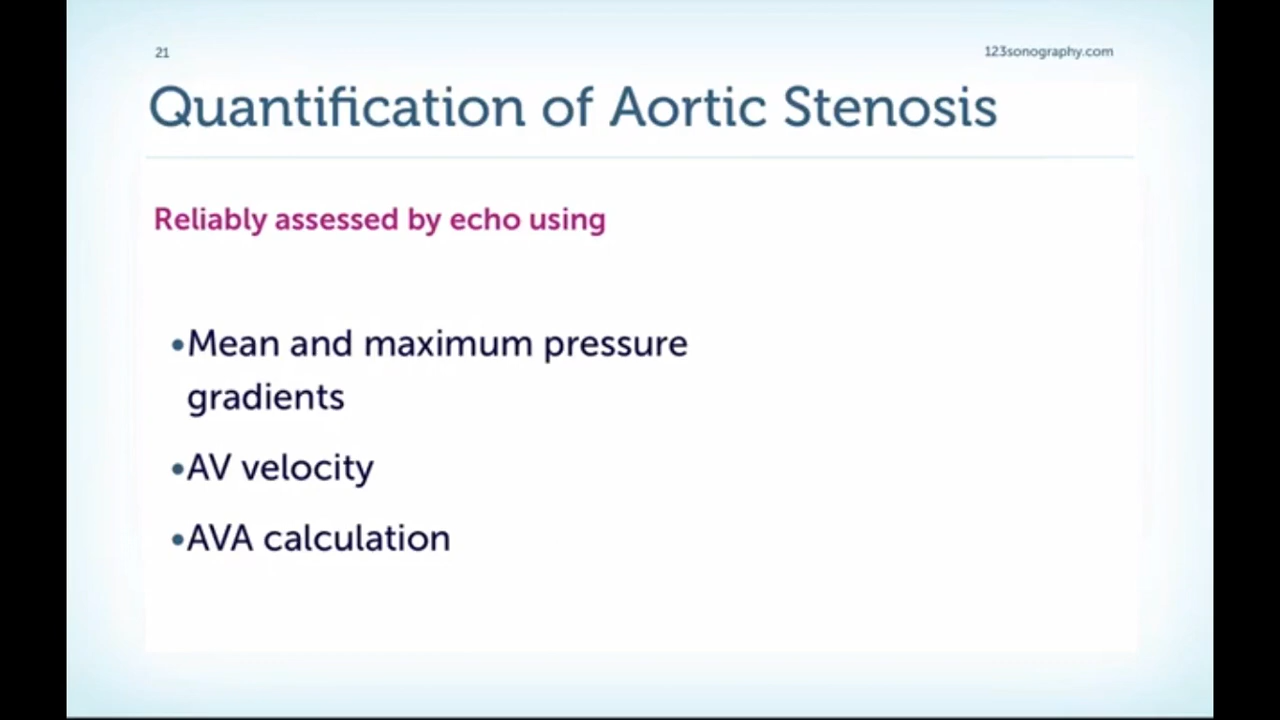 21
123sonography.com
Quantification of Aortic Stenosis
Reliably assessed by echo using
•Mean and maximum pressure
gradients
•AV velocity
•AVA calculation